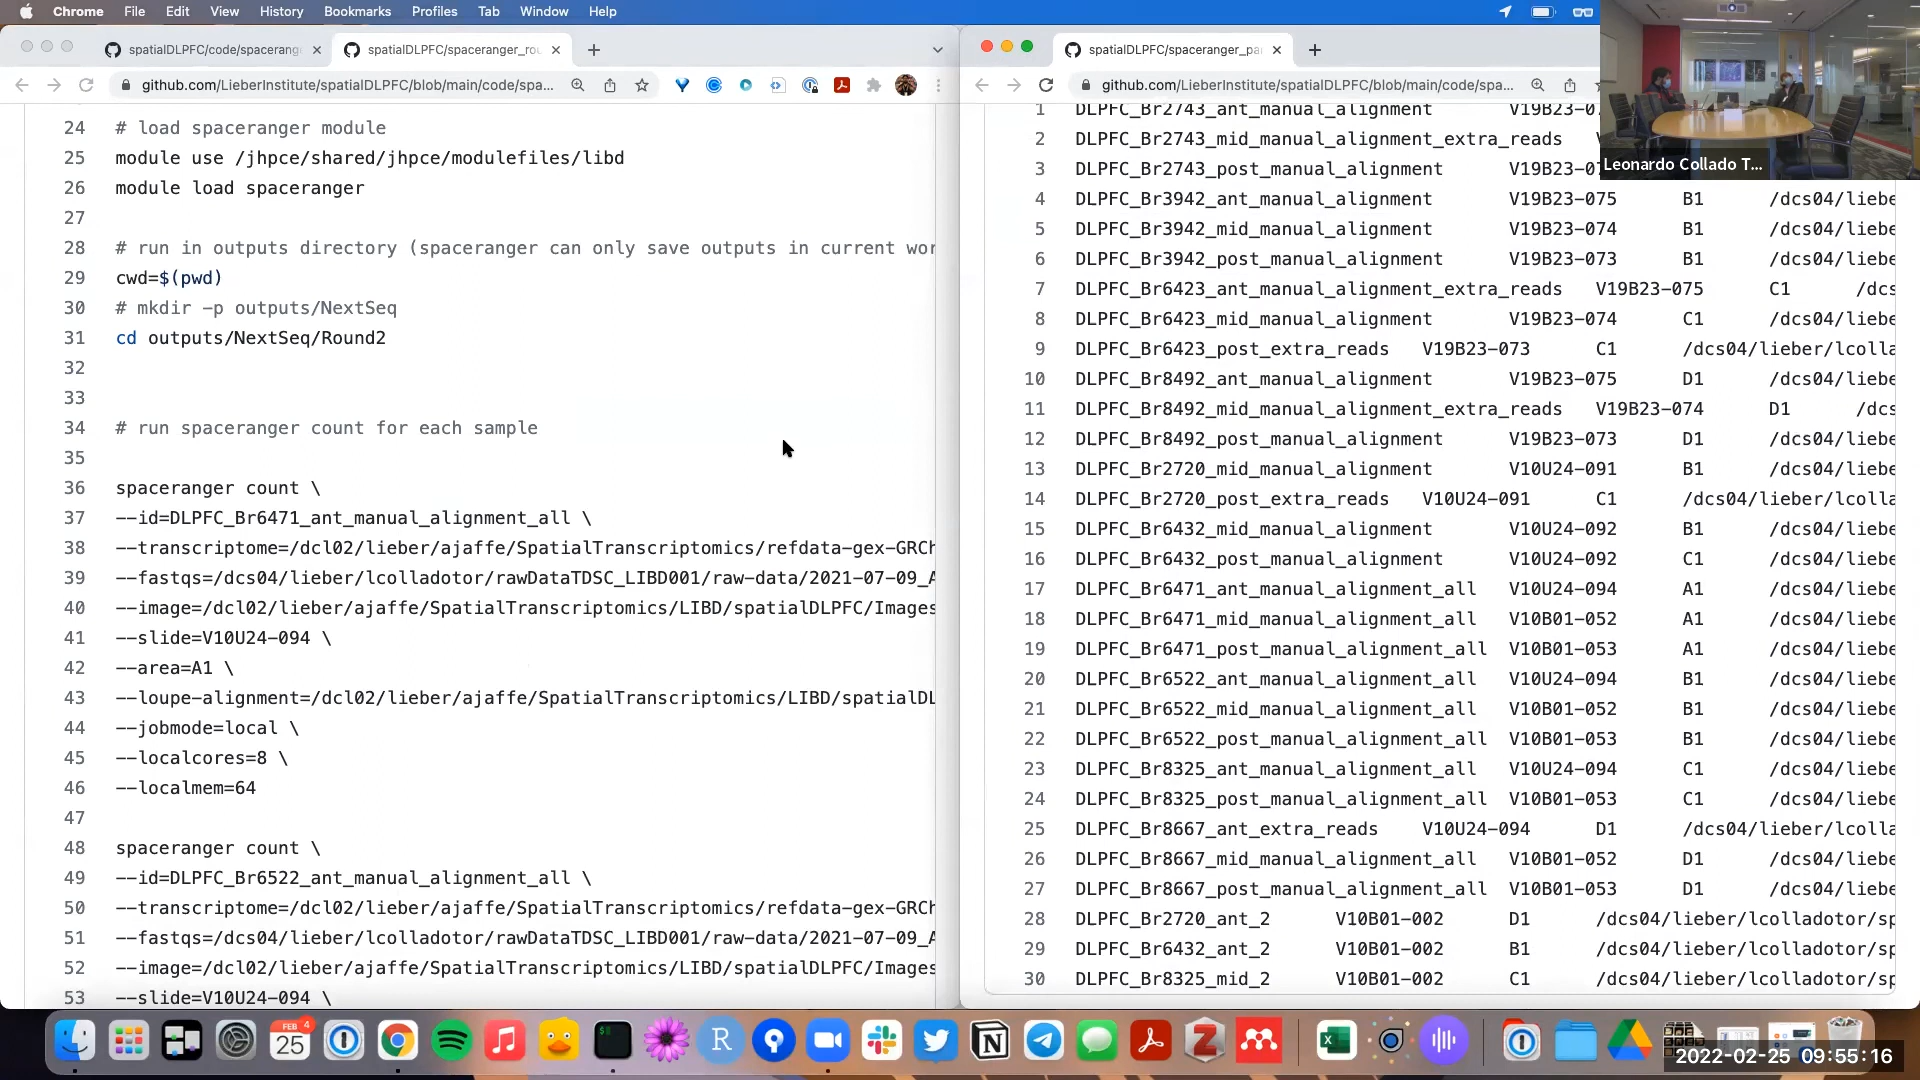 Chrome File Edit View History Bookmarks Profiles Tab Window Help
spatialDLPFC/code/spacerang
spatialDLPFC/spaceranger_rou
github.com/LieberInstitute/spatialDLPFC/blob/main/code/spa...
24 # load spaceranger module
25 module use /jhpce/shared/jhpce/modulefiles/libd
26 module load spaceranger
27
28 # run in outputs directory (spaceranger can only save outputs in current wor
29 cwd=$(pwd)
30 # mkdir -p outputs/NextSeq
31 cd outputs/NextSeq/Round2
32
33
34 # run spaceranger count for each sample
35
36 spaceranger count \
37 --id=DLPFC_Br6471_ant_manual_alignment_all \
38 --transcriptome=/dcl02/lieber/ajaffe/SpatialTranscriptomics/refdata-gex-GRCh
39 --fastqs=/dcs04/lieber/lcolladotor/rawDataTDSC_LIBD001/raw-data/2021-07-09_A
40 --image=/dcl02/lieber/ajaffe/SpatialTranscriptomics/LIBD/spatialDLPFC/Images
41 --slide=V10U24-094 \
42 --area=A1 \
43 --loupe-alignment=/dcl02/lieber/ajaffe/SpatialTranscriptomics/LIBD/spatialDL
44 --jobmode=local \
45 --localcores=8 \
46 --localmem=64
47
48 spaceranger count \
49 --id=DLPFC_Br6522_ant_manual_alignment_all \
50 --transcriptome=/dcl02/lieber/ajaffe/SpatialTranscriptomics/refdata-gex-GRCh
51 --fastqs=/dcs04/lieber/lcolladotor/rawDataTDSC_LIBD001/raw-data/2021-07-09_A
52 --image=/dcl02/lieber/ajaffe/SpatialTranscriptomics/LIBD/spatialDLPFC/Images
53 --slide=V10U24-094 \
spatialDLPFC/spaceranger_pa
github.com/LieberInstitute/spatialDLPFC/blob/main/code/spa...
1 DLPFC_Br2743_ant_manual_alignment V19B23-07
2 DLPFC_Br2743_mid_manual_alignment_extra_reads
3 DLPFC_Br2743_post_manual_alignment V19B23-07
4 DLPFC_Br3942_ant_manual_alignment V19B23-075 B1 /dcs04/liebe
5 DLPFC_Br3942_mid_manual_alignment V19B23-074 B1 /dcs04/liebe
6 DLPFC_Br3942_post_manual_alignment V19B23-073 B1 /dcs04/liebe
7 DLPFC_Br6423_ant_manual_alignment_extra_reads V19B23-075 C1 /dcs
8 DLPFC_Br6423_mid_manual_alignment V19B23-074 C1 /dcs04/liebe
9 DLPFC_Br6423_post_extra_reads V19B23-073 C1 /dcs04/lieber/lcolla
10 DLPFC_Br8492_ant_manual_alignment V19B23-075 D1 /dcs04/liebe
11 DLPFC_Br8492_mid_manual_alignment_extra_reads V19B23-074 D1 /dcs
12 DLPFC_Br8492_post_manual_alignment V19B23-073 D1 /dcs04/liebe
13 DLPFC_Br2720_mid_manual_alignment V10U24-091 B1 /dcs04/liebe
14 DLPFC_Br2720_post_extra_reads V10U24-091 C1 /dcs04/lieber/lcolla
15 DLPFC_Br6432_mid_manual_alignment V10U24-092 B1 /dcs04/liebe
16 DLPFC_Br6432_post_manual_alignment V10U24-092 C1 /dcs04/liebe
17 DLPFC_Br6471_ant_manual_alignment_all V10U24-094 A1 /dcs04/liebe
18 DLPFC_Br6471_mid_manual_alignment_all V10B01-052 A1 /dcs04/liebe
19 DLPFC_Br6471_post_manual_alignment_all V10B01-053 A1 /dcs04/liebe
20 DLPFC_Br6522_ant_manual_alignment_all V10U24-094 B1 /dcs04/liebe
21 DLPFC_Br6522_mid_manual_alignment_all V10B01-052 B1 /dcs04/liebe
22 DLPFC_Br6522_post_manual_alignment_all V10B01-053 B1 /dcs04/liebe
23 DLPFC_Br8325_ant_manual_alignment_all V10U24-094 C1 /dcs04/liebe
24 DLPFC_Br8325_post_manual_alignment_all V10B01-053 C1 /dcs04/liebe
25 DLPFC_Br8667_ant_extra_reads V10U24-094 D1 /dcs04/lieber/lcolla
26 DLPFC_Br8667_mid_manual_alignment_all V10B01-052 D1 /dcs04/liebe
27 DLPFC_Br8667_post_manual_alignment_all V10B01-053 D1 /dcs04/liebe
28 DLPFC_Br2720_ant_2 V10B01-002 D1 /dcs04/lieber/lcolladotor/sp
29 DLPFC_Br6432_ant_2 V10B01-002 B1 /dcs04/lieber/lcolladotor/sp
30 DLPFC_Br8325_mid_2 V10B01-002 C1 /dcs04/lieber/lcolladotor/sp
Leonardo Collado T...
FEB 4
25
R
2022-02-25 09:55:16